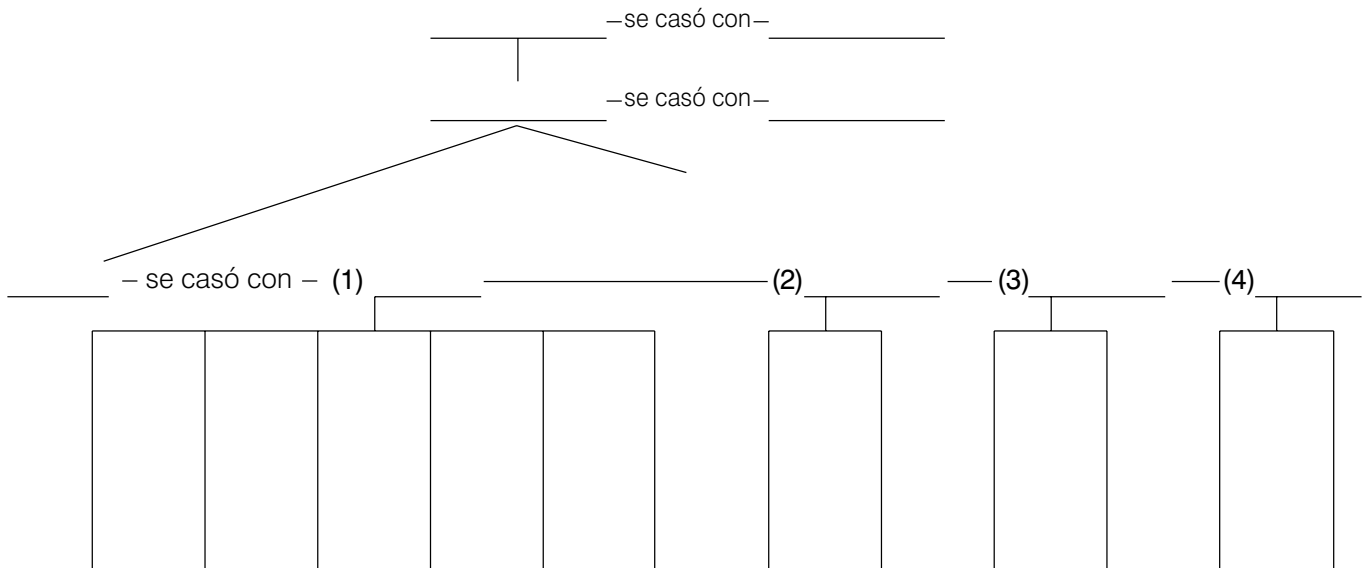 –se casó con–
–se casó con–
– se casó con – (1) (2) (3) (4)